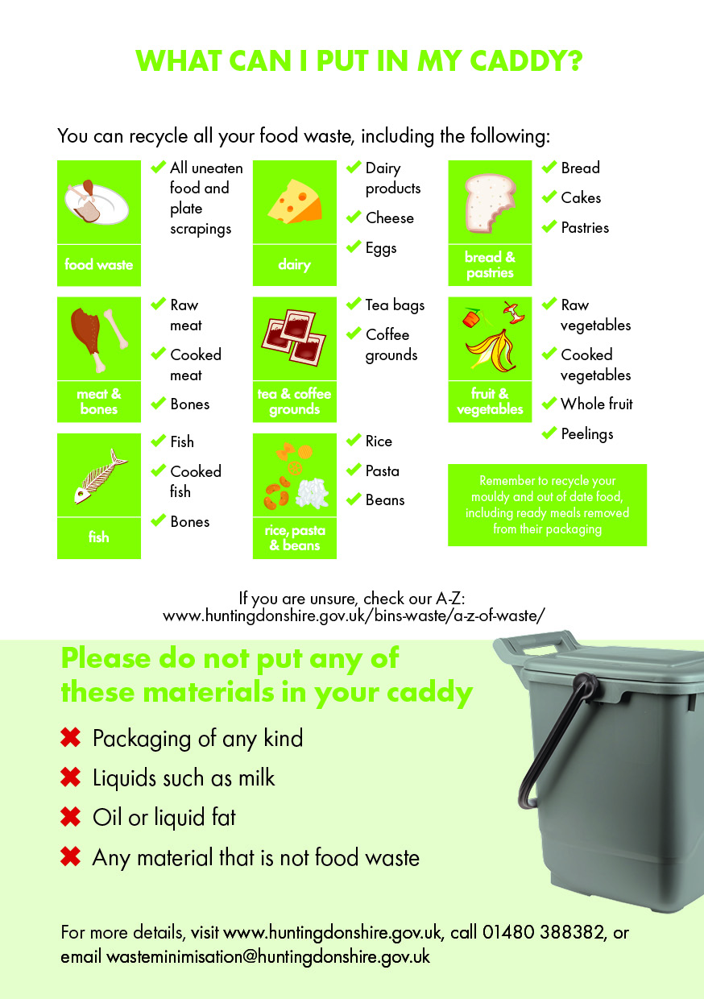 WHAT CAN I PUT IN MY CADDY?
You can recycle all your food waste, including the following:
food waste
All uneaten
food and
plate
scrapings
dairy
Dairy
products
Cheese
Eggs
bread &
pastries
Bread
Cakes
Pastries
meat &
bones
Raw
meat
Cooked
meat
Bones
tea & coffee
grounds
Tea bags
Coffee
grounds
fruit &
vegetables
Raw
vegetables
Cooked
vegetables
Whole fruit
Peelings
fish
Fish
Cooked
fish
Bones
rice, pasta
& beans
Rice
Pasta
Beans
Remember to recycle your
mouldy and out of date food,
including ready meals removed
from their packaging
If you are unsure, check our A-Z:
www.huntingdonshire.gov.uk/bins-waste/a-z-of-waste/
Please do not put any of
these materials in your caddy
Packaging of any kind
Liquids such as milk
Oil or liquid fat
Any material that is not food waste
For more details, visit www.huntingdonshire.gov.uk, call 01480 388382, or
email wasteminimisation@huntingdonshire.gov.uk